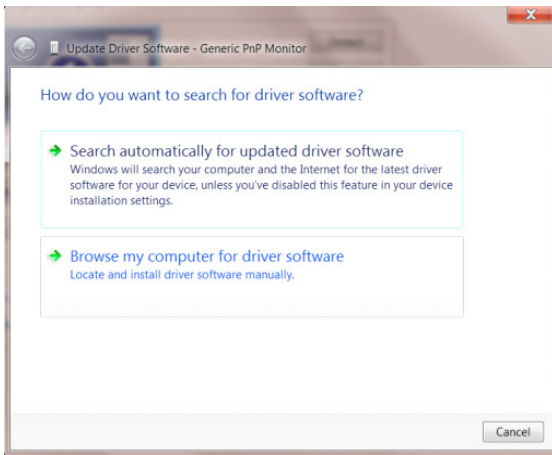 Update Driver Software - Generic PnP Monitor
How do you want to search for driver software?
Search automatically for updated driver software
Windows will search your computer and the Internet for the latest driver
software for your device, unless you've disabled this feature in your device
installation settings.
Browse my computer for driver software
Locate and install driver software manually.
Cancel